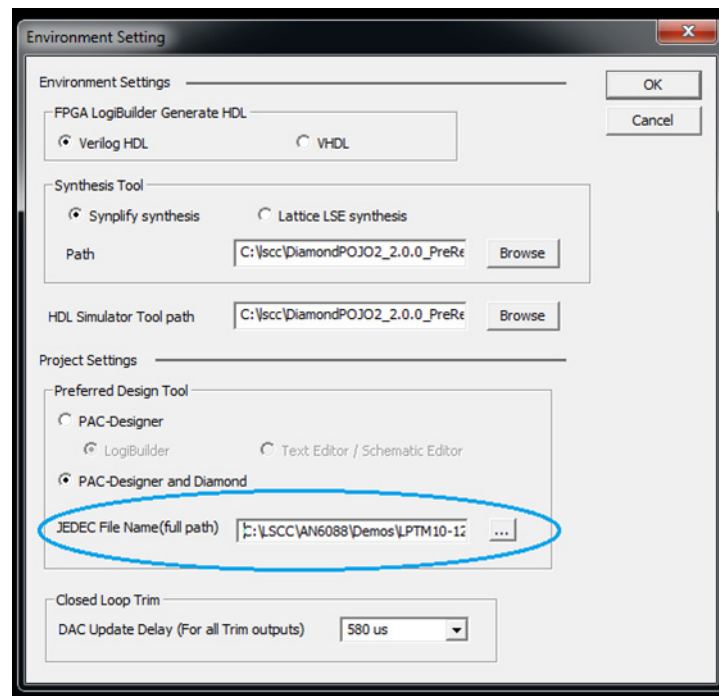 Environment Setting
Environment Settings
OK
FPGA LogiBuilder Generate HDL
Cancel
Verilog HDL VHDL
Synthesis Tool
Synplify synthesis Lattice LSE synthesis
Path C:\lscc\DiamondPOJO2_2.0.0_PreRe Browse
HDL Simulator Tool path C:\lscc\DiamondPOJO2_2.0.0_PreRe Browse
Project Settings
Preferred Design Tool
PAC-Designer
LogiBuilder Text Editor / Schematic Editor
PAC-Designer and Diamond
JEDEC File Name(full path) C:\LSCC\AN6088\Demos\LPTM10-12 ...
Closed Loop Trim
DAC Update Delay (For all Trim outputs) 580 us